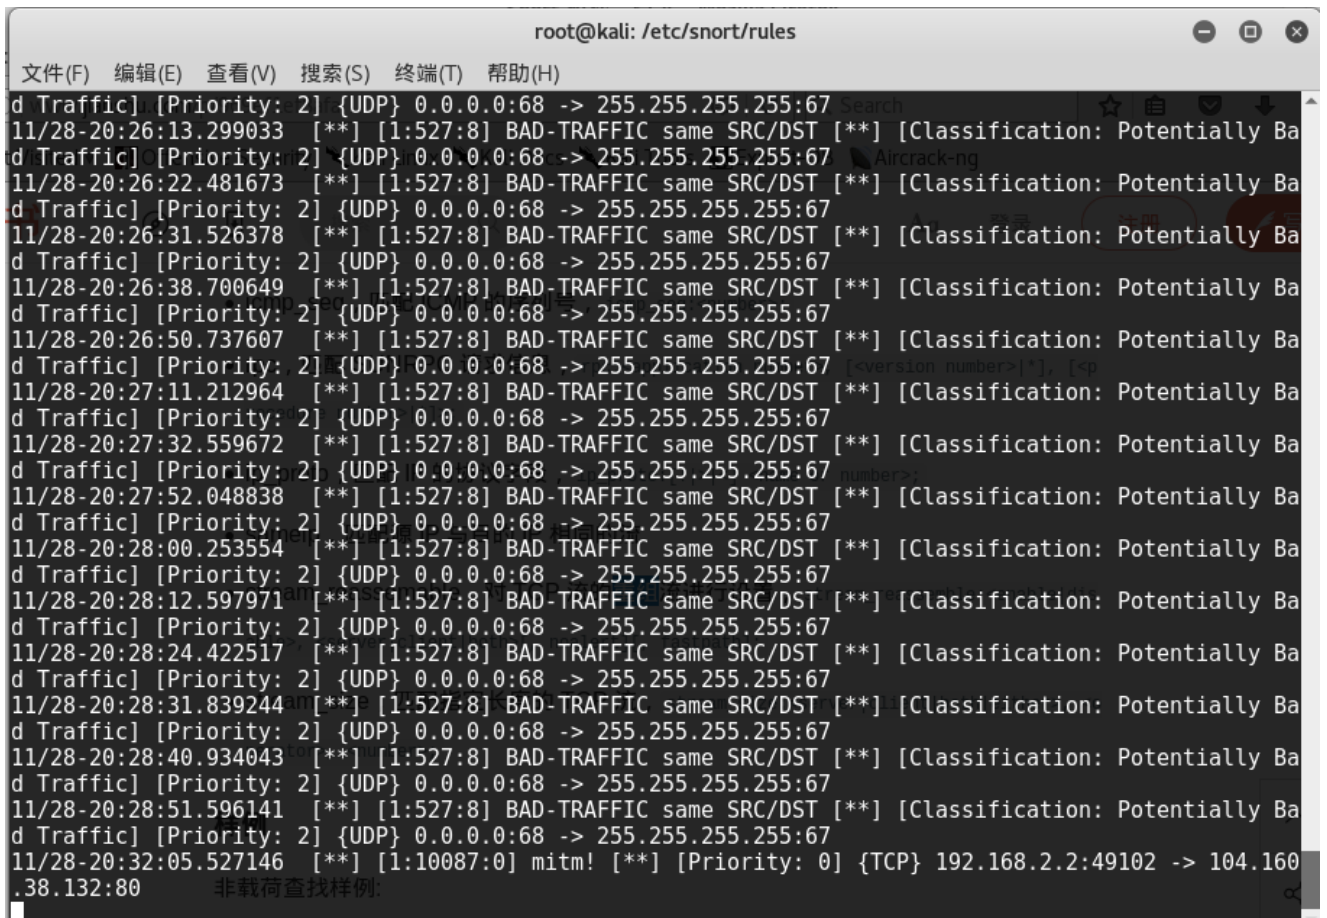 root@kali: /etc/snort/rules
文件(F) 编辑(E) 查看(V) 搜索(S) 终端(T) 帮助(H)
d Traffic] [Priority: 2] {UDP} 0.0.0.0:68 -> 255.255.255.255:67
11/28-20:26:13.299033  [**] [1:527:8] BAD-TRAFFIC same SRC/DST [**] [Classification: Potentially Ba
d Traffic] [Priority: 2] {UDP} 0.0.0.0:68 -> 255.255.255.255:67
11/28-20:26:22.481673  [**] [1:527:8] BAD-TRAFFIC same SRC/DST [**] [Classification: Potentially Ba
d Traffic] [Priority: 2] {UDP} 0.0.0.0:68 -> 255.255.255.255:67
11/28-20:26:31.526378  [**] [1:527:8] BAD-TRAFFIC same SRC/DST [**] [Classification: Potentially Ba
d Traffic] [Priority: 2] {UDP} 0.0.0.0:68 -> 255.255.255.255:67
11/28-20:26:38.700649  [**] [1:527:8] BAD-TRAFFIC same SRC/DST [**] [Classification: Potentially Ba
d Traffic] [Priority: 2] {UDP} 0.0.0.0:68 -> 255.255.255.255:67
11/28-20:26:50.737607  [**] [1:527:8] BAD-TRAFFIC same SRC/DST [**] [Classification: Potentially Ba
d Traffic] [Priority: 2] {UDP} 0.0.0.0:68 -> 255.255.255.255:67
11/28-20:27:11.212964  [**] [1:527:8] BAD-TRAFFIC same SRC/DST [**] [Classification: Potentially Ba
d Traffic] [Priority: 2] {UDP} 0.0.0.0:68 -> 255.255.255.255:67
11/28-20:27:32.559672  [**] [1:527:8] BAD-TRAFFIC same SRC/DST [**] [Classification: Potentially Ba
d Traffic] [Priority: 2] {UDP} 0.0.0.0:68 -> 255.255.255.255:67
11/28-20:27:52.048838  [**] [1:527:8] BAD-TRAFFIC same SRC/DST [**] [Classification: Potentially Ba
d Traffic] [Priority: 2] {UDP} 0.0.0.0:68 -> 255.255.255.255:67
11/28-20:28:00.253554  [**] [1:527:8] BAD-TRAFFIC same SRC/DST [**] [Classification: Potentially Ba
d Traffic] [Priority: 2] {UDP} 0.0.0.0:68 -> 255.255.255.255:67
11/28-20:28:12.597971  [**] [1:527:8] BAD-TRAFFIC same SRC/DST [**] [Classification: Potentially Ba
d Traffic] [Priority: 2] {UDP} 0.0.0.0:68 -> 255.255.255.255:67
11/28-20:28:24.422517  [**] [1:527:8] BAD-TRAFFIC same SRC/DST [**] [Classification: Potentially Ba
d Traffic] [Priority: 2] {UDP} 0.0.0.0:68 -> 255.255.255.255:67
11/28-20:28:31.839244  [**] [1:527:8] BAD-TRAFFIC same SRC/DST [**] [Classification: Potentially Ba
d Traffic] [Priority: 2] {UDP} 0.0.0.0:68 -> 255.255.255.255:67
11/28-20:28:40.934043  [**] [1:527:8] BAD-TRAFFIC same SRC/DST [**] [Classification: Potentially Ba
d Traffic] [Priority: 2] {UDP} 0.0.0.0:68 -> 255.255.255.255:67
11/28-20:28:51.596141  [**] [1:527:8] BAD-TRAFFIC same SRC/DST [**] [Classification: Potentially Ba
d Traffic] [Priority: 2] {UDP} 0.0.0.0:68 -> 255.255.255.255:67
11/28-20:32:05.527146  [**] [1:10087:0] mitm! [**] [Priority: 0] {TCP} 192.168.2.2:49102 -> 104.160
.38.132:80
非载荷查找样例: